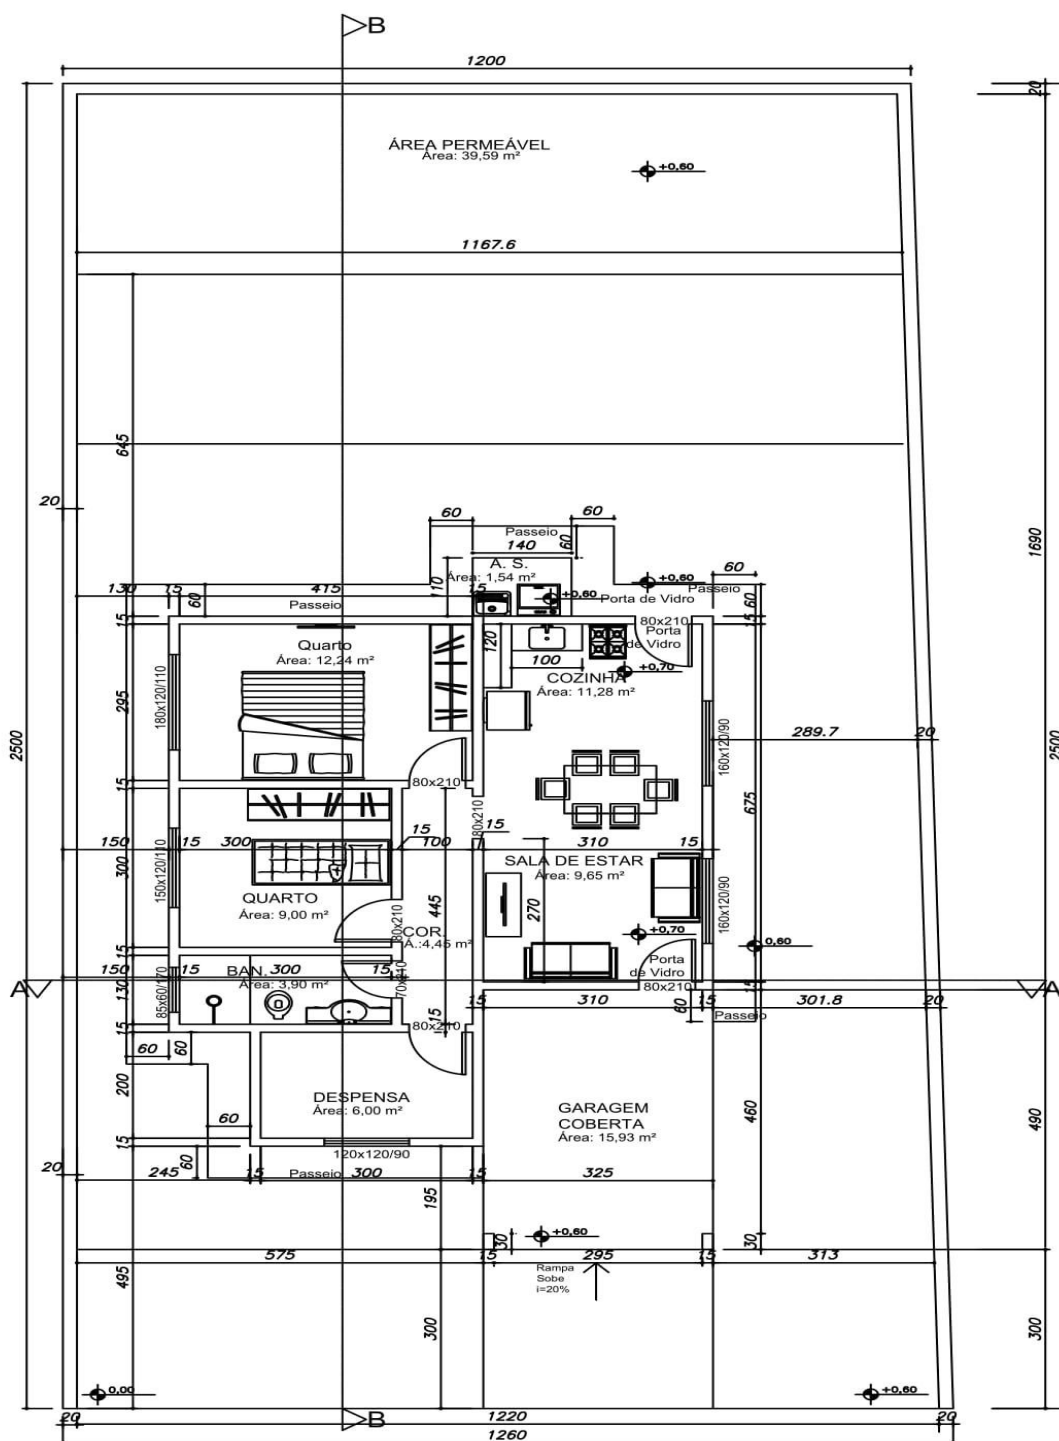 B
1200
20
ÁREA PERMEÁVEL
Área: 39,59 m²
+0,60
1167.6
645
20
60
60
Passeio
60
140
A. S.
Área: 1,54 m²
110
+0,60
60
+0,60
Passeio
130
15
415
15
60
Passeio
Porta de Vidro
60
15
80x210
15
Quarto
Área: 12,24 m²
120
100
Porta
de Vidro
+0,70
COZINHA
Área: 11,28 m²
180x120/110
295
1690
2500
2500
289.7
20
160x120/90
675
80x210
15
15
80x210
15
150
15
300
15
100
310
15
300
150x120/110
SALA DE ESTAR
Área: 9,65 m²
160x120/90
QUARTO
Área: 9,00 m²
445
270
80x210
COR.
Á.:4,45 m²
+0,70
0,60
15
Porta
de Vidro
80x210
150
15
BAN.
300
15
Área: 3,90 m²
70x210
A
A
130
85x60/170
15
310
15
301.8
20
15
60
Passeio
15
15
80x210
60
60
200
DESPENSA
Área: 6,00 m²
GARAGEM
COBERTA
Área: 15,93 m²
460
490
60
15
120x120/90
20
60
245
15
Passeio
300
15
325
195
+0,60
30
30
575
15
295
15
313
495
Rampa
Sobe
i=20%
300
300
0,00
+0,60
20
B
1220
20
1260